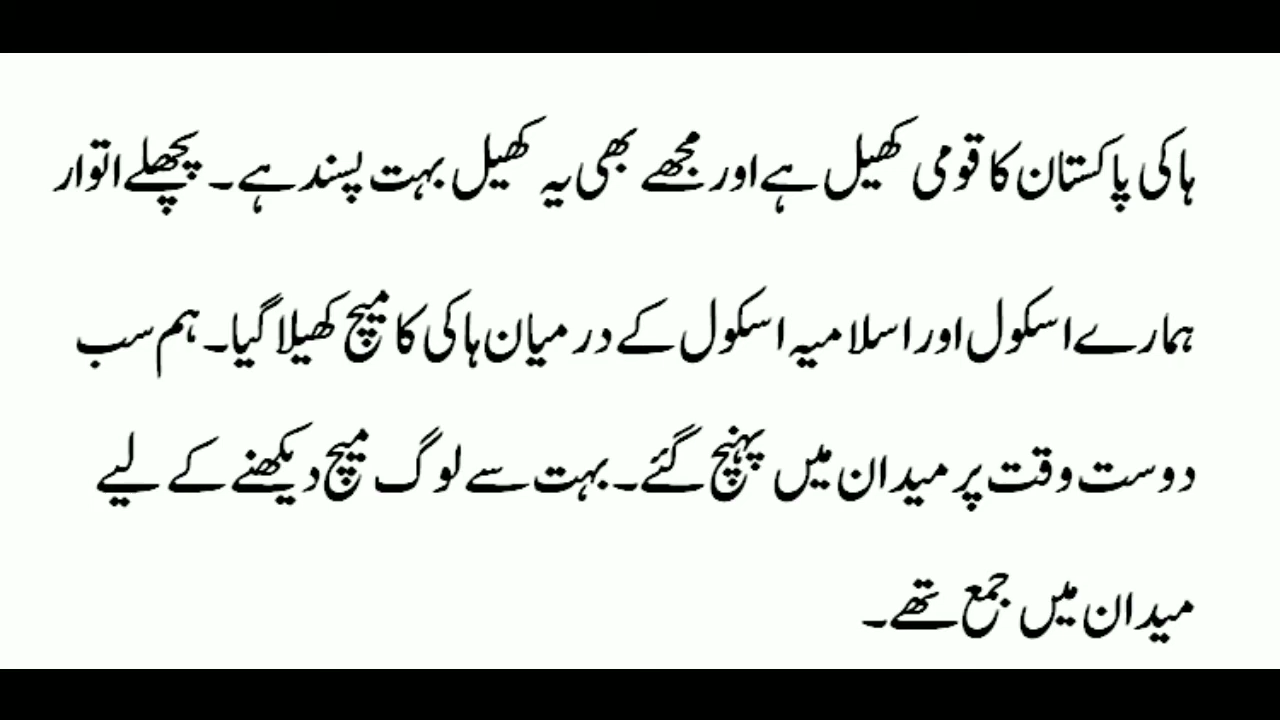 ہاکی پاکستان کا قومی کھیل ہے اور مجھے بھی یہ کھیل بہت پسند ہے۔ پچھلے اتوار
ہمارے اسکول اور اسلامیہ اسکول کے درمیان ہاکی کا میچ کھیلا گیا۔ ہم سب
دوست وقت پر میدان میں پہنچ گئے۔ بہت سے لوگ میچ دیکھنے کے لیے
میدان میں جمع تھے۔